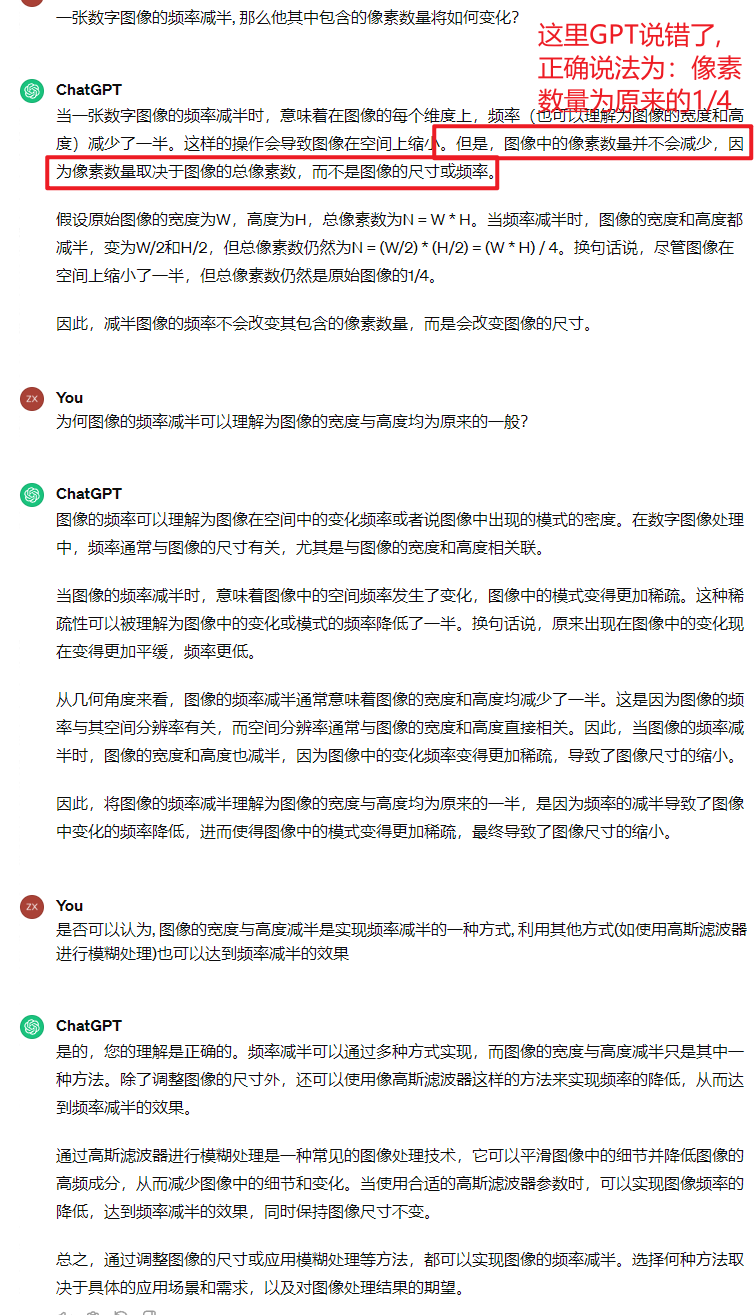 一张数字图像的频率减半, 那么他其中包含的像素数量将如何变化?
这里GPT说错了,
正确说法为：像素
数量为原来的1/4
ChatGPT
当一张数字图像的频率减半时，意味着在图像的每个维度上，频率（也可以理解为图像的宽度和高
度）减少了一半。这样的操作会导致图像在空间上缩小。但是，图像中的像素数量并不会减少，因
为像素数量取决于图像的总像素数，而不是图像的尺寸或频率。
假设原始图像的宽度为W，高度为H，总像素数为N = W * H。当频率减半时，图像的宽度和高度都
减半，变为W/2和H/2，但总像素数仍然为N = (W/2) * (H/2) = (W * H) / 4。换句话说，尽管图像在
空间上缩小了一半，但总像素数仍然是原始图像的1/4。
因此，减半图像的频率不会改变其包含的像素数量，而是会改变图像的尺寸。
ZX
You
为何图像的频率减半可以理解为图像的宽度与高度均为原来的一般?
ChatGPT
图像的频率可以理解为图像在空间中的变化频率或者说图像中出现的模式的密度。在数字图像处理
中，频率通常与图像的尺寸有关，尤其是与图像的宽度和高度相关联。
当图像的频率减半时，意味着图像中的空间频率发生了变化，图像中的模式变得更加稀疏。这种稀
疏性可以被理解为图像中的变化或模式的频率降低了一半。换句话说，原来出现在图像中的变化现
在变得更加平缓，频率更低。
从几何角度来看，图像的频率减半通常意味着图像的宽度和高度均减少了一半。这是因为图像的频
率与其空间分辨率有关，而空间分辨率通常与图像的宽度和高度直接相关。因此，当图像的频率减
半时，图像的宽度和高度也减半，因为图像中的变化频率变得更加稀疏，导致了图像尺寸的缩小。
因此，将图像的频率减半理解为图像的宽度与高度均为原来的一半，是因为频率的减半导致了图像
中变化的频率降低，进而使得图像中的模式变得更加稀疏，最终导致了图像尺寸的缩小。
ZX
You
是否可以认为, 图像的宽度与高度减半是实现频率减半的一种方式, 利用其他方式(如使用高斯滤波器
进行模糊处理)也可以达到频率减半的效果
ChatGPT
是的，您的理解是正确的。频率减半可以通过多种方式实现，而图像的宽度与高度减半只是其中一
种方法。除了调整图像的尺寸外，还可以使用像高斯滤波器这样的方法来实现频率的降低，从而达
到频率减半的效果。
通过高斯滤波器进行模糊处理是一种常见的图像处理技术，它可以平滑图像中的细节并降低图像的
高频成分，从而减少图像中的细节和变化。当使用合适的高斯滤波器参数时，可以实现图像频率的
降低，达到频率减半的效果，同时保持图像尺寸不变。
总之，通过调整图像的尺寸或应用模糊处理等方法，都可以实现图像的频率减半。选择何种方法取
决于具体的应用场景和需求，以及对图像处理结果的期望。